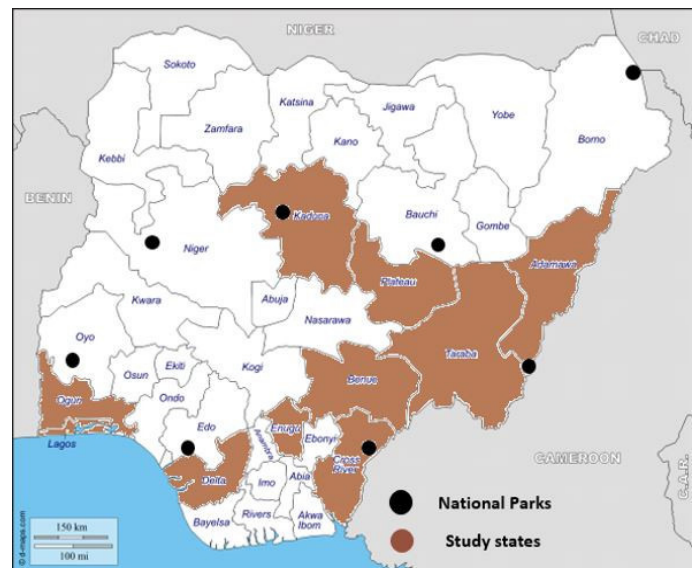 NIGER
CHAD
Sokoto
Katsina
Jigawa
Yobe
Borno
Zamfara
Kano
Kebbi
BENIN
Kaduna
Bauchi
Gombe
Niger
Adamawa
Plateau
Kwara
Abuja
Nasarawa
Taraba
Oyo
Osun
Ekiti
Kogi
Benue
Ogun
Ondo
Edo
Enugu
Ebonyi
Anambra
Lagos
Cross
River
CAMEROON
C.A.R.
Delta
Imo
Abia
Bayelsa
Rivers
Akwa
Ibom
National Parks
Study states
150 km
100 mi
© d-maps.com